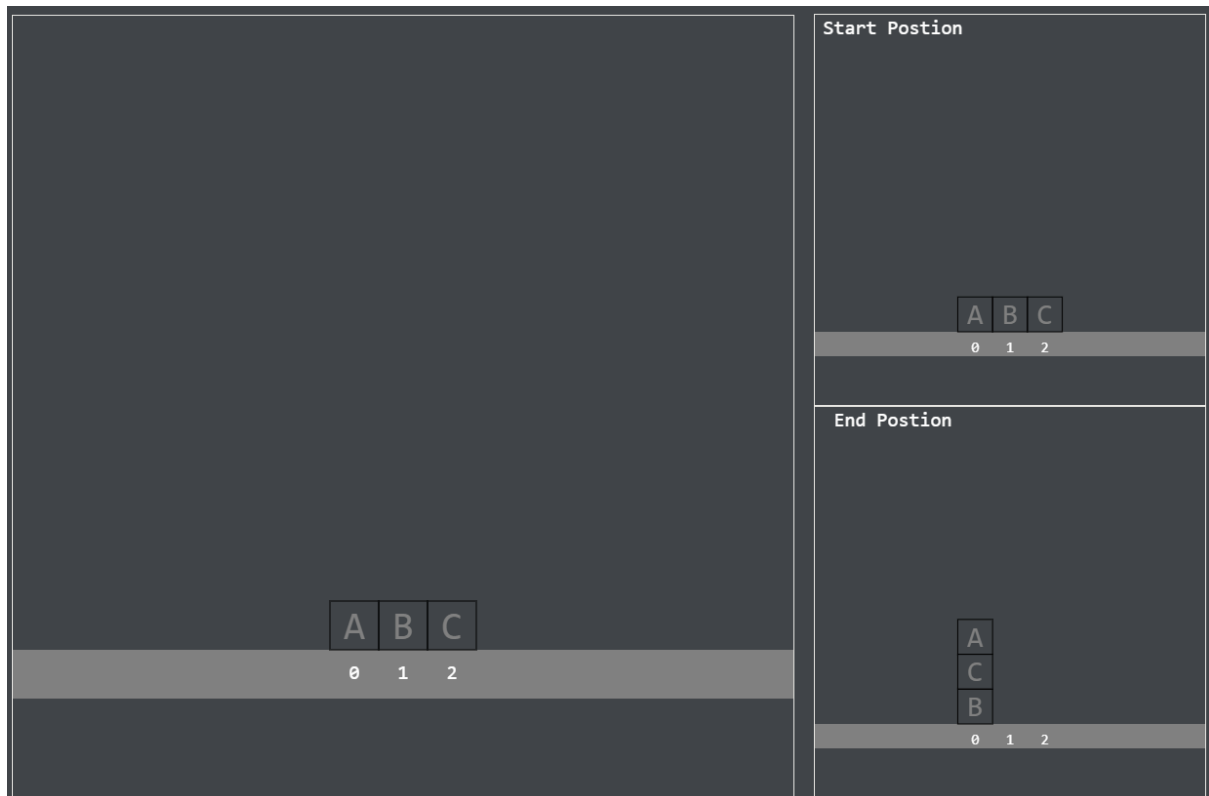 A B C
0 1 2
Start Postion
A B C
0 1 2
End Postion
A
C
B
0 1 2